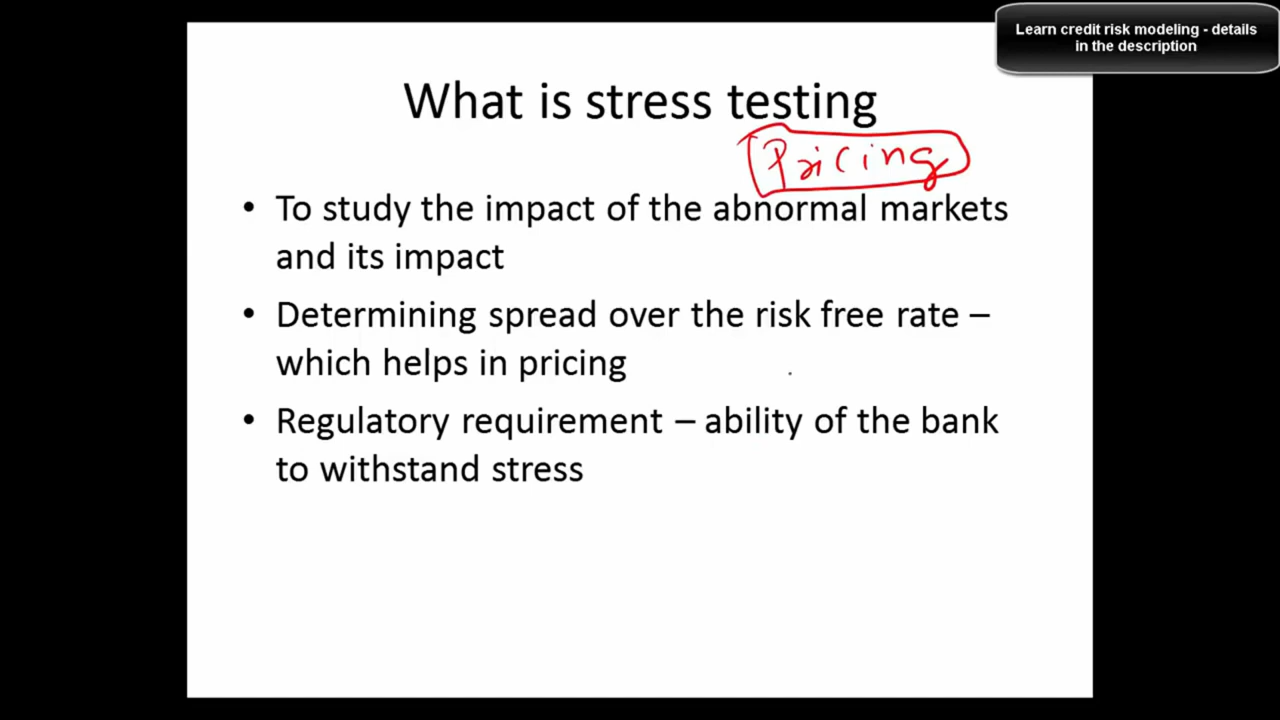 Learn credit risk modeling - details
in the description
What is stress testing
Pricing
• To study the impact of the abnormal markets
and its impact
• Determining spread over the risk free rate –
which helps in pricing
• Regulatory requirement – ability of the bank
to withstand stress